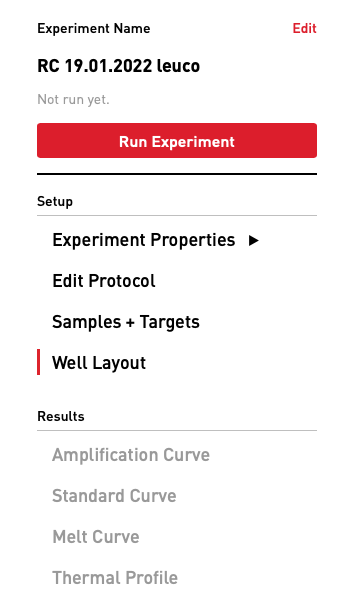 Experiment Name
Edit
RC 19.01.2022 leuco
Not run yet.
Run Experiment
Setup
Experiment Properties
Edit Protocol
Samples + Targets
Well Layout
Results
Amplification Curve
Standard Curve
Melt Curve
Thermal Profile